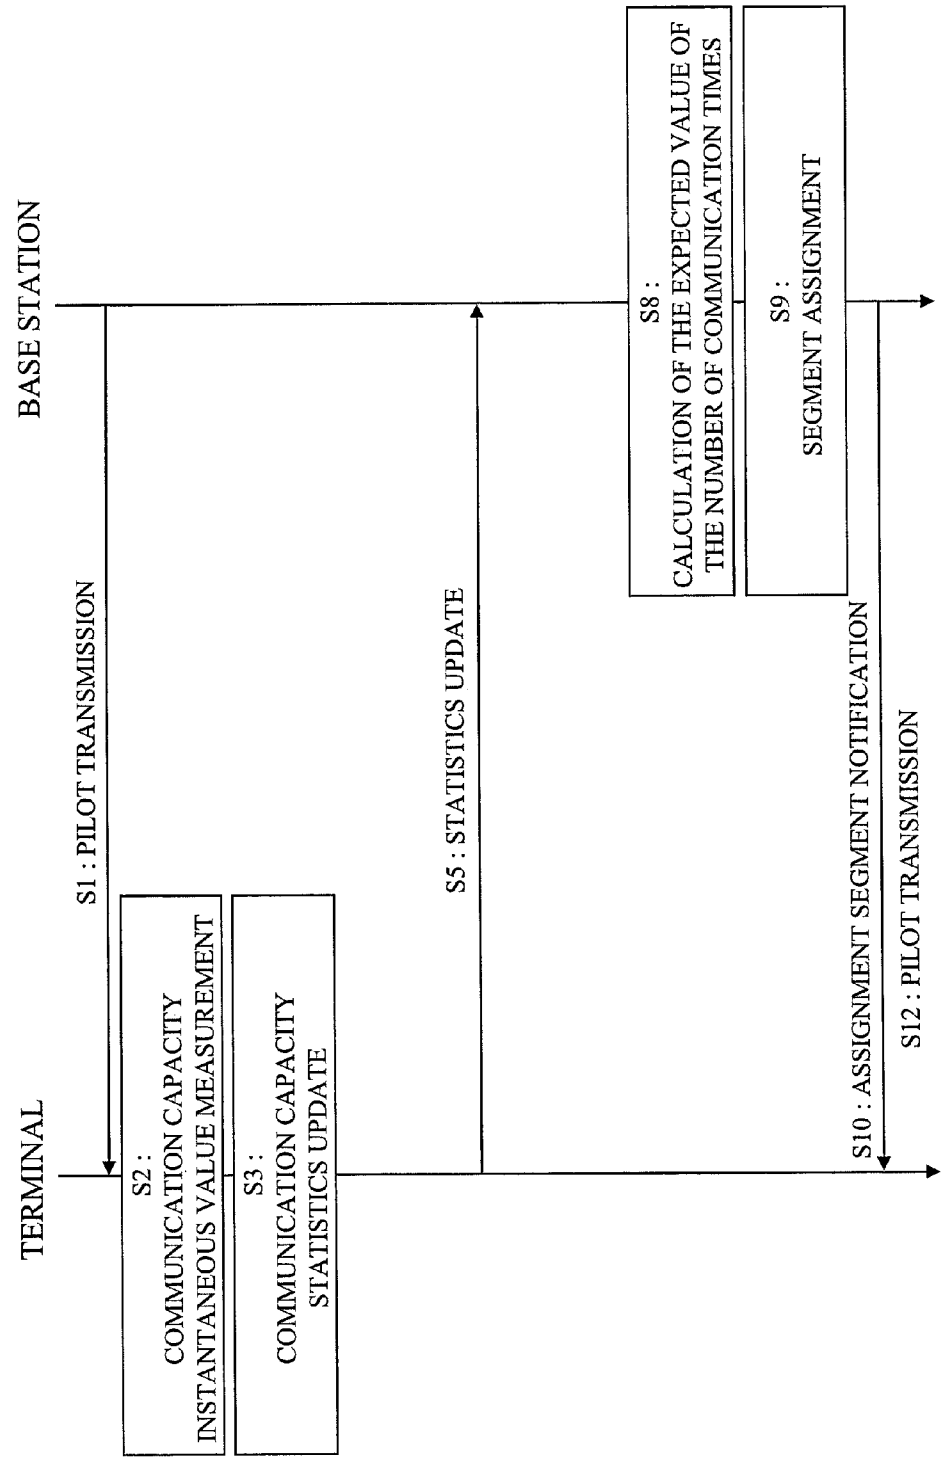 TERMINAL
BASE STATION
S1 : PILOT TRANSMISSION
S2 :
COMMUNICATION CAPACITY
INSTANTANEOUS VALUE MEASUREMENT
S3 :
COMMUNICATION CAPACITY
STATISTICS UPDATE
S5 : STATISTICS UPDATE
S8 :
CALCULATION OF THE EXPECTED VALUE OF
THE NUMBER OF COMMUNICATION TIMES
S9 :
SEGMENT ASSIGNMENT
S10 : ASSIGNMENT SEGMENT NOTIFICATION
S12 : PILOT TRANSMISSION